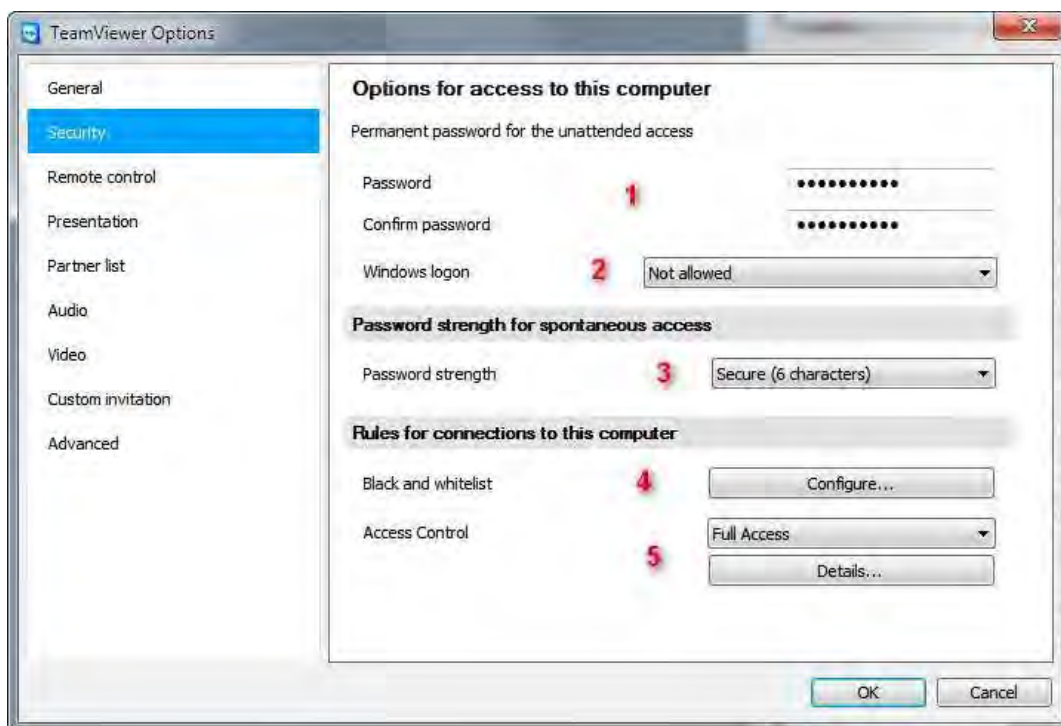 TeamViewer Options
General
Security
Remote control
Presentation
Partner list
Audio
Video
Custom invitation
Advanced
Options for access to this computer
Permanent password for the unattended access
Password 1 ••••••••••
Confirm password ••••••••••
Windows logon 2 Not allowed
Password strength for spontaneous access
Password strength 3 Secure (6 characters)
Rules for connections to this computer
Black and whitelist 4 Configure...
Access Control 5 Full Access
Details...
OK Cancel